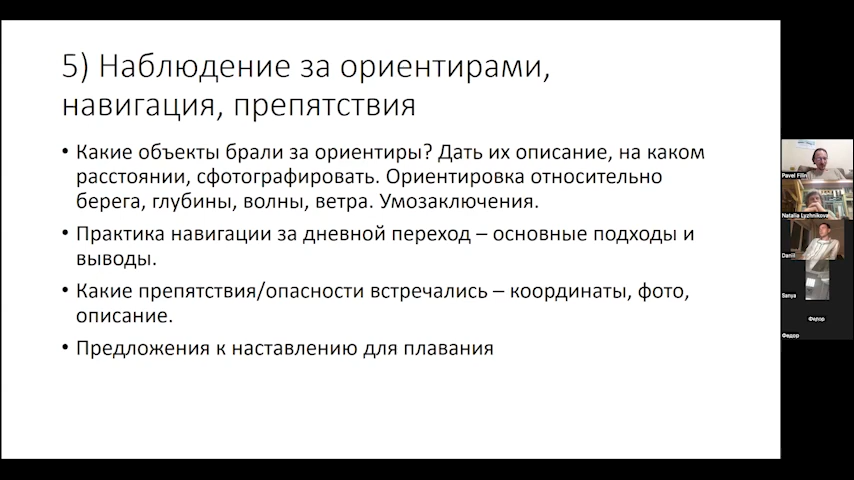 5) Наблюдение за ориентирами,
навигация, препятствия
• Какие объекты брали за ориентиры? Дать их описание, на каком
расстоянии, сфотографировать. Ориентировка относительно
берега, глубины, волны, ветра. Умозаключения.
• Практика навигации за дневной переход – основные подходы и
выводы.
• Какие препятствия/опасности встречались – координаты, фото,
описание.
• Предложения к наставлению для плавания
Pavel Filin
Natalia Lyzhnikova
Daniil
Sanya
Федор
Федор